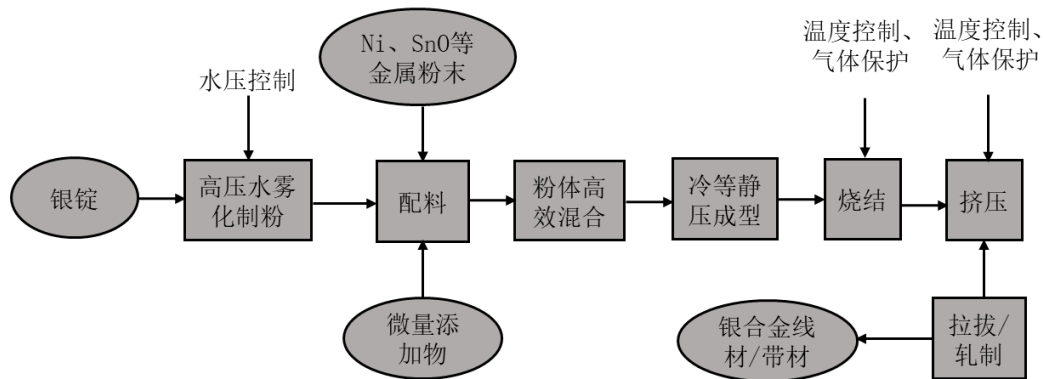 Ni、SnO等
金属粉末
温度控制、
气体保护
温度控制、
气体保护
水压控制
银锭
高压水雾
化制粉
配料
粉体高
效混合
冷等静
压成型
烧结
挤压
微量添
加物
银合金线
材/带材
拉拔/
轧制